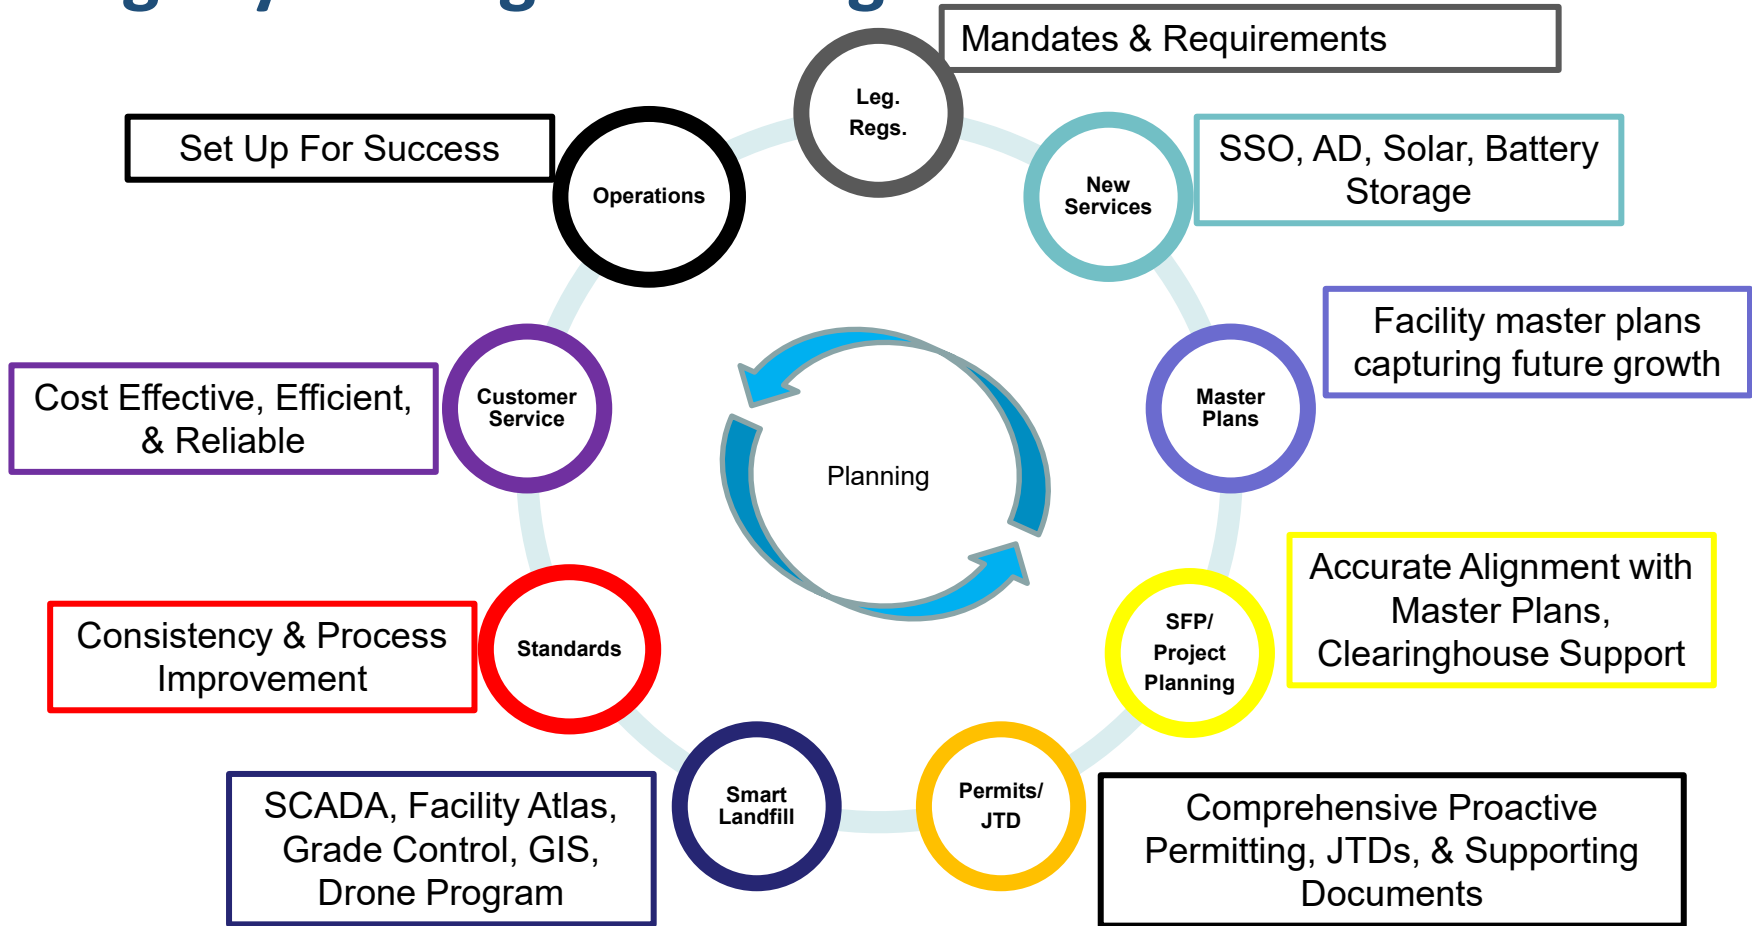 Mandates & Requirements
Leg.
Regs.
Set Up For Success
Operations
New
Services
SSO, AD, Solar, Battery
Storage
Facility master plans
capturing future growth
Master
Plans
Cost Effective, Efficient,
& Reliable
Customer
Service
Planning
Accurate Alignment with
Master Plans,
Clearinghouse Support
SFP/
Project
Planning
Consistency & Process
Improvement
Standards
SCADA, Facility Atlas,
Grade Control, GIS,
Drone Program
Smart
Landfill
Permits/
JTD
Comprehensive Proactive
Permitting, JTDs, & Supporting
Documents